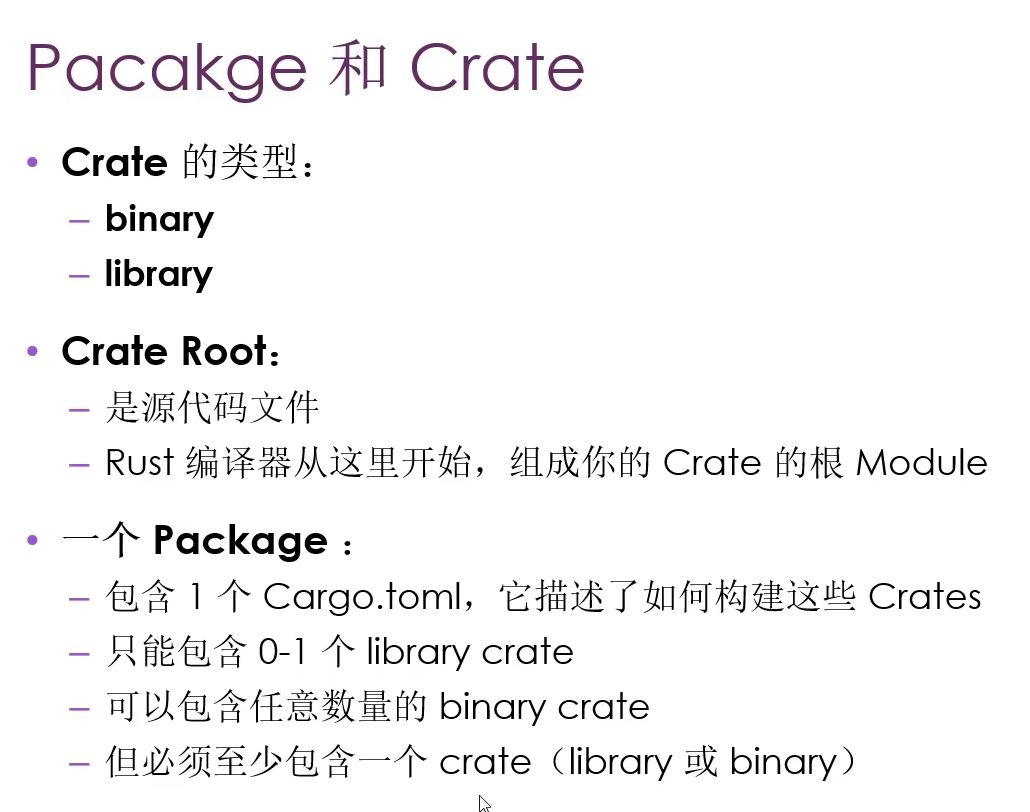 Pacakge 和 Crate
• Crate 的类型：
– binary
– library
• Crate Root：
– 是源代码文件
– Rust 编译器从这里开始，组成你的 Crate 的根 Module
• 一个 Package ：
– 包含 1 个 Cargo.toml，它描述了如何构建这些 Crates
– 只能包含 0-1 个 library crate
– 可以包含任意数量的 binary crate
– 但必须至少包含一个 crate（library 或 binary）